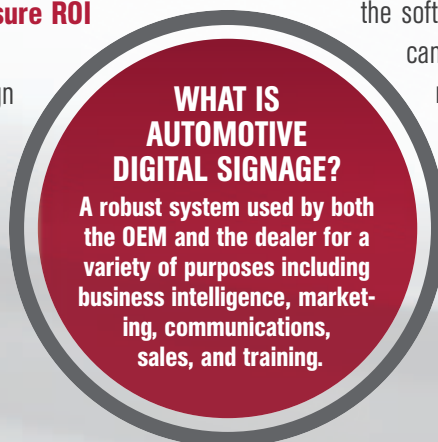 sure ROI
the soft
can
gn
WHAT IS
AUTOMOTIVE
DIGITAL SIGNAGE?
A robust system used by both
the OEM and the dealer for a
variety of purposes including
business intelligence, market-
ing, communications,
sales, and training.